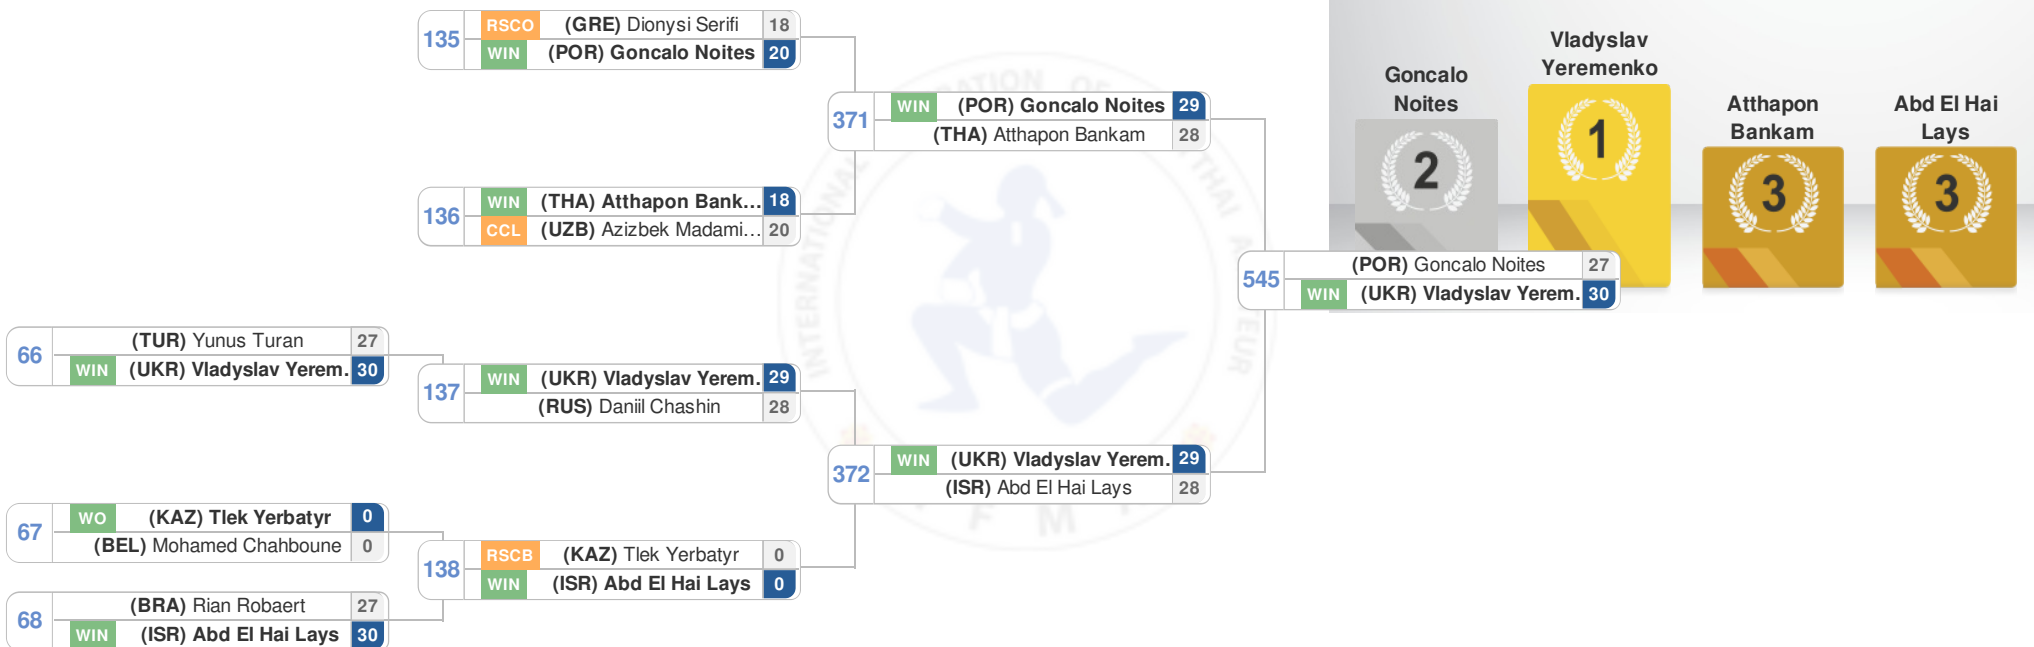 135
RSCO (GRE) Dionysi Serifi 18
WIN (POR) Goncalo Noites 20
371
WIN (POR) Goncalo Noites 29
(THA) Atthapon Bankam 28
136
WIN (THA) Atthapon Bank... 18
CCL (UZB) Azizbek Madami... 20
545
(POR) Goncalo Noites 27
WIN (UKR) Vladyslav Yerem. 30
66
(TUR) Yunus Turan 27
WIN (UKR) Vladyslav Yerem. 30
137
WIN (UKR) Vladyslav Yerem. 29
(RUS) Daniil Chashin 28
372
WIN (UKR) Vladyslav Yerem. 29
(ISR) Abd El Hai Lays 28
67
WO (KAZ) Tlek Yerbatyr 0
(BEL) Mohamed Chahboune 0
138
RSCB (KAZ) Tlek Yerbatyr 0
WIN (ISR) Abd El Hai Lays 0
68
(BRA) Rian Robaert 27
WIN (ISR) Abd El Hai Lays 30
Goncalo
Noites
2
Vladyslav
Yeremenko
1
Atthapon
Bankam
3
Abd El Hai
Lays
3
INTERNATIONAL